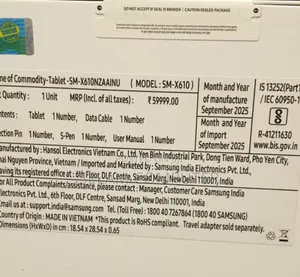 DO NOT ACCEPT IF SEAL IS BROKEN
ne of Commodity-Tablet -SM-X610NZAAINU ( MODEL : SM-X610)
Quantity : 1 Unit MRP (Incl. of all taxes) : ₹ 59999.00
tents Tablet 1 Number, Data Cable 1 Number
ction Pin 1 Number, S-Pen 1 Number, User Manual 1 Number
Month and Year
of manufacture
September 2025
Month and Year
of import
September 2025
IS 13252(Part1
/ IEC 60950-1
R-41211630
www.bis.gov.in
Manufactured by : Hansol Electronics Vietnam Co., Ltd, Yen Binh Industrial Park, Dong Tien Ward, Pho Yen City,
hai Nguyen Province, Vietnam / Imported and Marketed by : Samsung India Electronics Pvt. Ltd.,
aving its registered office at : 6th Floor, DLF Centre, Sansad Marg, New Delhi 110001, India
For All Product Complaints/Assistance, please contact : Manager, Customer Care Samsung India
Electronics Pvt. Ltd. at : 6th Floor, DLF Centre, Sansad Marg, New Delhi 110001, India
us at : support.india@samsung.com Tel. (Toll Free) : 1800 40 7267864 (1800 40 SAMSUNG)
Country of Origin : MADE IN VIETNAM *This product is RoHS compliant. Travel adapter sold separately.
Dimensions (HxWxD) in cm : 18.54 x 28.54 x 0.65